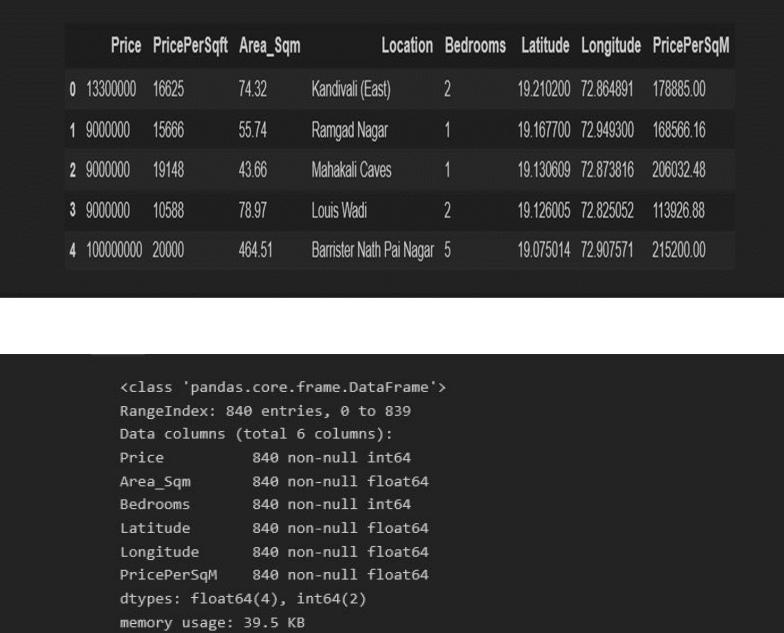 Price PricePerSqft Area_Sqm Location Bedrooms Latitude Longitude PricePerSqM
0 13300000 16625 74.32 Kandivali (East) 2 19.210200 72.864891 178885.00
1 9000000 15666 55.74 Ramgad Nagar 1 19.167700 72.949300 168566.16
2 9000000 19148 43.66 Mahakali Caves 1 19.130609 72.873816 206032.48
3 9000000 10588 78.97 Louis Wadi 2 19.126005 72.825052 113926.88
4 100000000 20000 464.51 Barrister Nath Pai Nagar 5 19.075014 72.907571 215200.00
<class 'pandas.core.frame.DataFrame'>
RangeIndex: 840 entries, 0 to 839
Data columns (total 6 columns):
Price 840 non-null int64
Area_Sqm 840 non-null float64
Bedrooms 840 non-null int64
Latitude 840 non-null float64
Longitude 840 non-null float64
PricePerSqM 840 non-null float64
dtypes: float64(4), int64(2)
memory usage: 39.5 KB